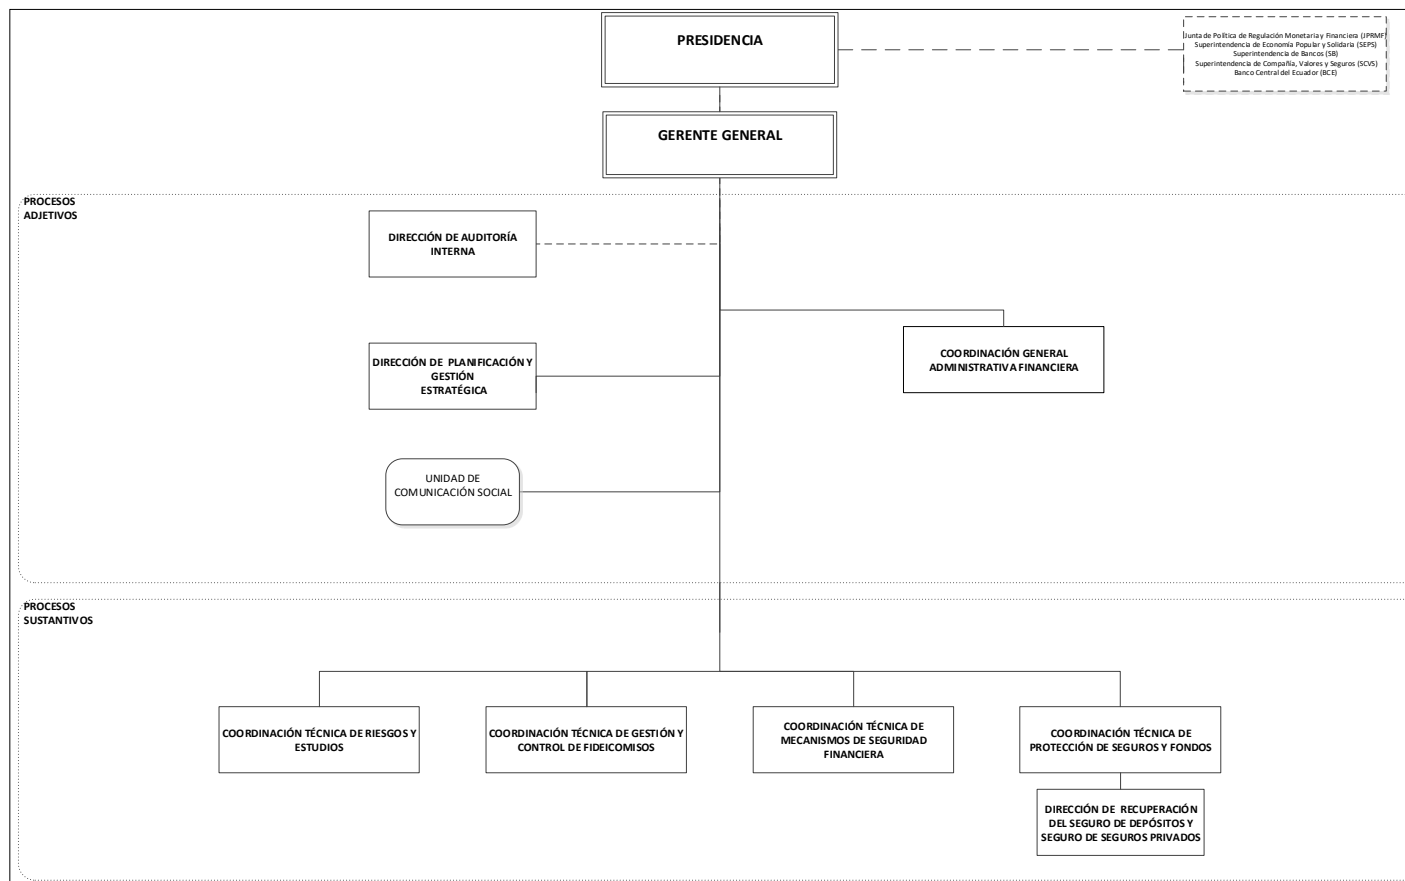 PRESIDENCIA
Junta de Política de Regulación Monetaria y Financiera (JPRMF)
Superintendencia de Economía Popular y Solidaria (SEPS)
Superintendencia de Bancos (SB)
Superintendencia de Compañía, Valores y Seguros (SCVS)
Banco Central del Ecuador (BCE)
GERENTE GENERAL
PROCESOS
ADJETIVOS
DIRECCIÓN DE AUDITORÍA
INTERNA
COORDINACIÓN GENERAL
ADMINISTRATIVA FINANCIERA
DIRECCIÓN DE PLANIFICACIÓN Y
GESTIÓN
ESTRATÉGICA
UNIDAD DE
COMUNICACIÓN SOCIAL
PROCESOS
SUSTANTIVOS
COORDINACIÓN TÉCNICA DE RIESGOS Y
ESTUDIOS
COORDINACIÓN TÉCNICA DE GESTIÓN Y
CONTROL DE FIDEICOMISOS
COORDINACIÓN TÉCNICA DE
MECANISMOS DE SEGURIDAD
FINANCIERA
COORDINACIÓN TÉCNICA DE
PROTECCIÓN DE SEGUROS Y FONDOS
DIRECCIÓN DE RECUPERACIÓN
DEL SEGURO DE DEPÓSITOS Y
SEGURO DE SEGUROS PRIVADOS